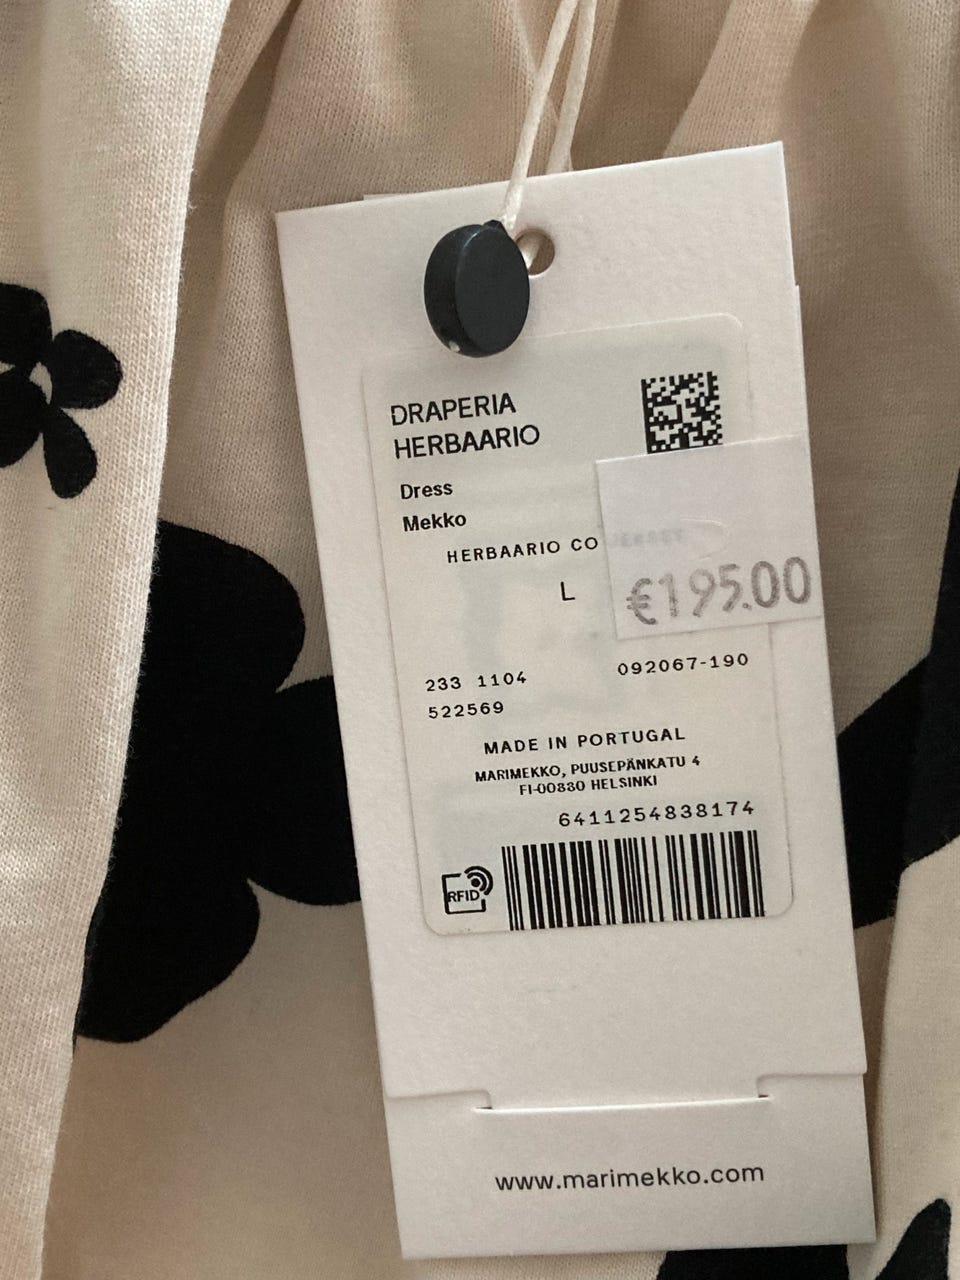 DRAPERIA
HERBAARIO
Dress
Mekko
HERBAARIO CO
L
€195.00
233 1104
092067-190
522569
MADE IN PORTUGAL
MARIMEKKO, PUUSEPÄNKATU 4
FI-00880 HELSINKI
6411254838174
RFID
www.marimekko.com